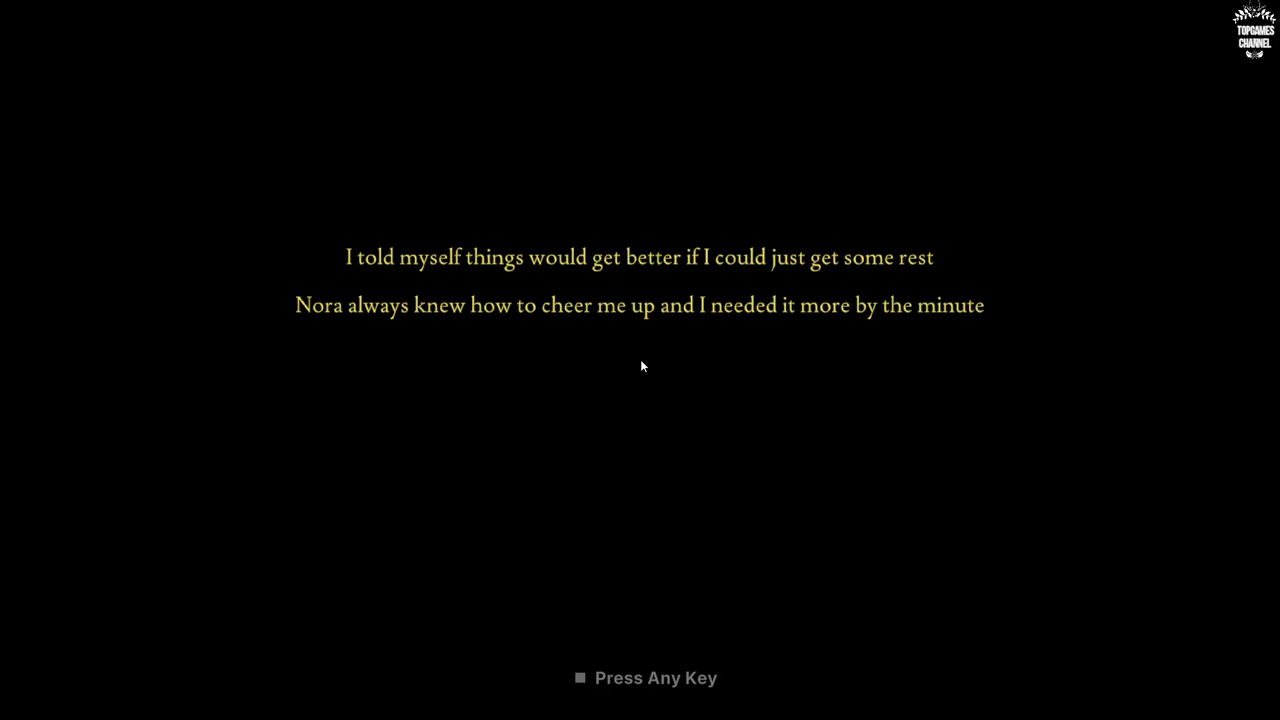 TOPGAMES
CHANNEL
I told myself things would get better if I could just get some rest
Nora always knew how to cheer me up and I needed it more by the minute
Press Any Key